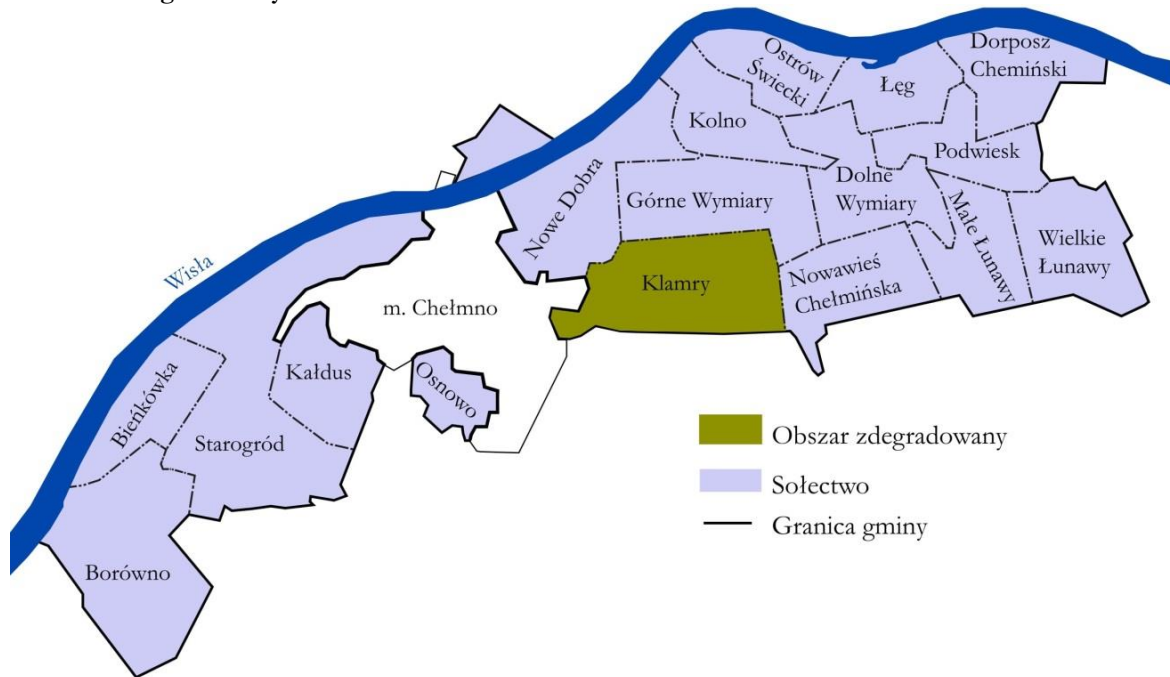 Ostrów
Świecki
Łęg
Dorposz
Chemiński
Kolno
Podwiesk
Nowe Dobra
Górne Wymiary
Dolne
Wymiary
Małe Łunawy
Wielkie
Łunawy
Wisła
Klamry
Nowawieś
Chełmińska
m. Chełmno
Kałdus
Osnowo
Bieńkówka
Starogród
Borówno
Obszar zdegradowany
Sołectwo
Granica gminy